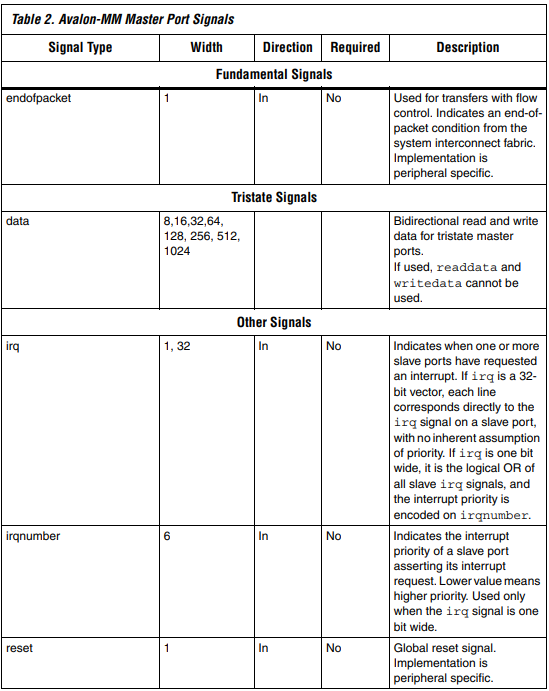 Table 2. Avalon-MM Master Port Signals
Signal Type Width Direction Required Description
Fundamental Signals
endofpacket 1 In No Used for transfers with flow
control. Indicates an end-of-
packet condition from the
system interconnect fabric.
Implementation is
peripheral specific.
Tristate Signals
data 8,16,32,64, Bidirectional read and write
128, 256, 512, data for tristate master
1024 ports.
If used, readdata and
writedata cannot be
used.
Other Signals
irq 1, 32 In No Indicates when one or more
slave ports have requested
an interrupt. If irq is a 32-
bit vector, each line
corresponds directly to the
irq signal on a slave port,
with no inherent assumption
of priority. If irq is one bit
wide, it is the logical OR of
all slave irq signals, and
the interrupt priority is
encoded on irqnumber.
irqnumber 6 In No Indicates the interrupt
priority of a slave port
asserting its interrupt
request. Lower value means
higher priority. Used only
when the irq signal is one
bit wide.
reset 1 In No Global reset signal.
Implementation is
peripheral specific.